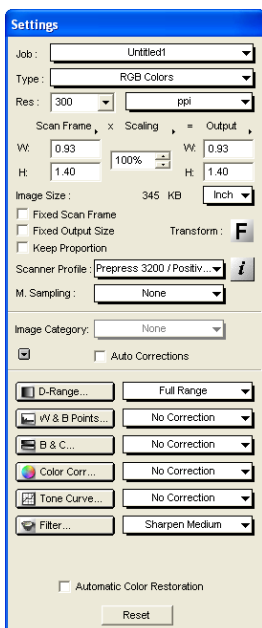 Settings
Job : Untitled1
Type : RGB Colors
Res : 300 ppi
Scan Frame , x Scaling , = Output ,
W: 0.93 100% W: 0.93
H: 1.40 H: 1.40
Image Size : 345 KB Inch
Fixed Scan Frame
Fixed Output Size Transform : F
Keep Proportion
Scanner Profile : Prepress 3200 / Positiv... i
M. Sampling : None
Image Category: None
Auto Corrections
D-Range... Full Range
W & B Points... No Correction
B & C... No Correction
Color Corr... No Correction
Tone Curve... No Correction
Filter... Sharpen Medium
Automatic Color Restoration
Reset